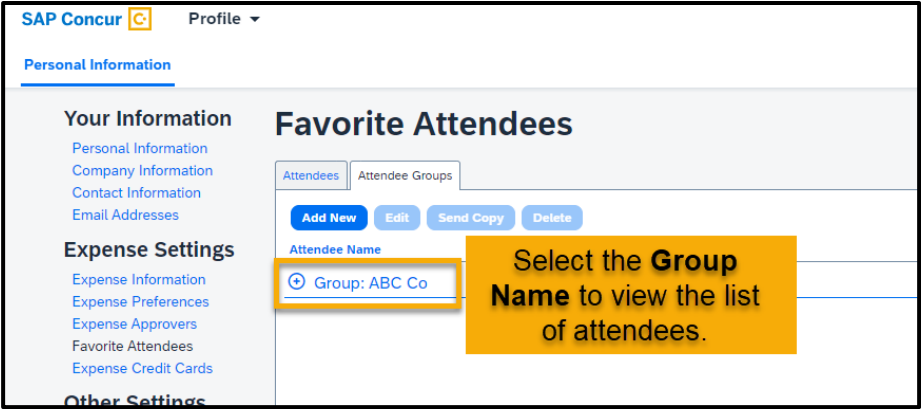 SAP Concur C
Profile
Personal Information
Your Information
Personal Information
Company Information
Contact Information
Email Addresses
Expense Settings
Expense Information
Expense Preferences
Expense Approvers
Favorite Attendees
Expense Credit Cards
Other Settings
Favorite Attendees
Attendees
Attendee Groups
Add New
Edit
Send Copy
Delete
Attendee Name
Group: ABC Co
Select the Group
Name to view the list
of attendees.